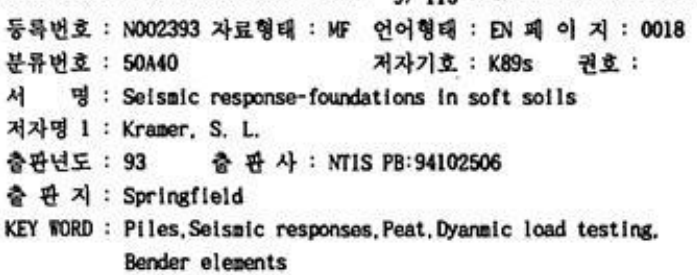 등록번호 : N002393 자료형태 : MF 언어형태 : EN 페 이 지 : 0018
분류번호 : 50A40 저자기호 : K89s 권호 :
서 명 : Seismic response-foundations in soft soils
저자명 1 : Kramer, S. L.
출판년도 : 93 출 판 사 : NTIS PB:94102506
출 판 지 : Springfield
KEY WORD : Piles,Seismic responses,Peat,Dyanmic load testing,
Bender elements